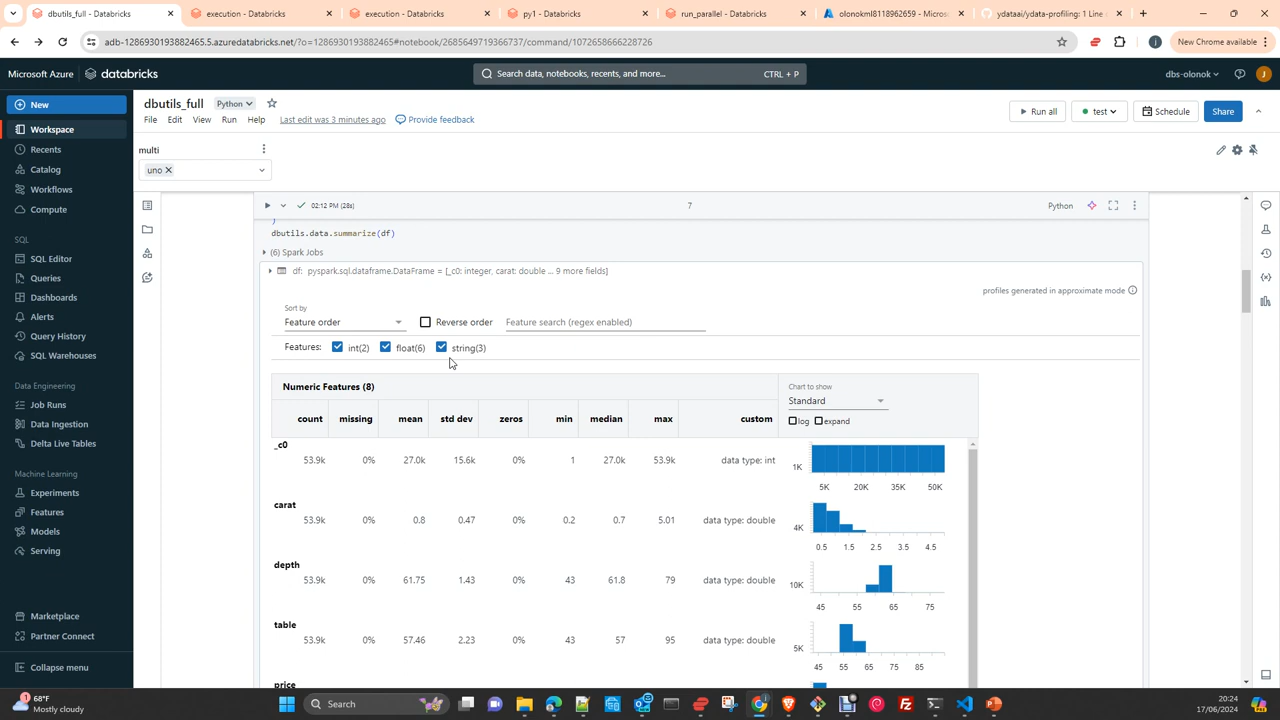 dbutils_full - Databricks
execution - Databricks
execution - Databricks
py1 - Databricks
run_parallel - Databricks
olonokml8118962659 - Micros
ydataai/ydata-profiling: 1 Line
adb-1286930193882465.5.azuredatabricks.net/?o=1286930193882465#notebook/2685649719366737/command/1072658666228726
New Chrome available
Microsoft Azure
databricks
Search data, notebooks, recents, and more...
CTRL + P
dbs-olonok
J
New
Workspace
Recents
Catalog
Workflows
Compute
SQL
SQL Editor
Queries
Dashboards
Alerts
Query History
SQL Warehouses
Data Engineering
Job Runs
Data Ingestion
Delta Live Tables
Machine Learning
Experiments
Features
Models
Serving
Marketplace
Partner Connect
Collapse menu
dbutils_full
Python
File Edit View Run Help
Last edit was 3 minutes ago
Provide feedback
Run all
test
Schedule
Share
multi
uno
02:12 PM (28s)
7
Python
)
dbutils.data.summarize(df)
(6) Spark Jobs
df: pyspark.sql.dataframe.DataFrame = [_c0: integer, carat: double ... 9 more fields]
profiles generated in approximate mode
Sort by
Feature order
Reverse order
Feature search (regex enabled)
Features: int(2) float(6) string(3)
Numeric Features (8)
Chart to show
Standard
log expand
count missing mean std dev zeros min median max custom
_c0
53.9k 0% 27.0k 15.6k 0% 1 27.0k 53.9k data type: int
1K
5K 20K 35K 50K
carat
53.9k 0% 0.8 0.47 0% 0.2 0.7 5.01 data type: double
4K
0.5 1.5 2.5 3.5 4.5
depth
53.9k 0% 61.75 1.43 0% 43 61.8 79 data type: double
10K
45 55 65 75
table
53.9k 0% 57.46 2.23 0% 43 57 95 data type: double
5K
45 55 65 75 85
price
68°F
Mostly cloudy
Search
20:24
17/06/2024